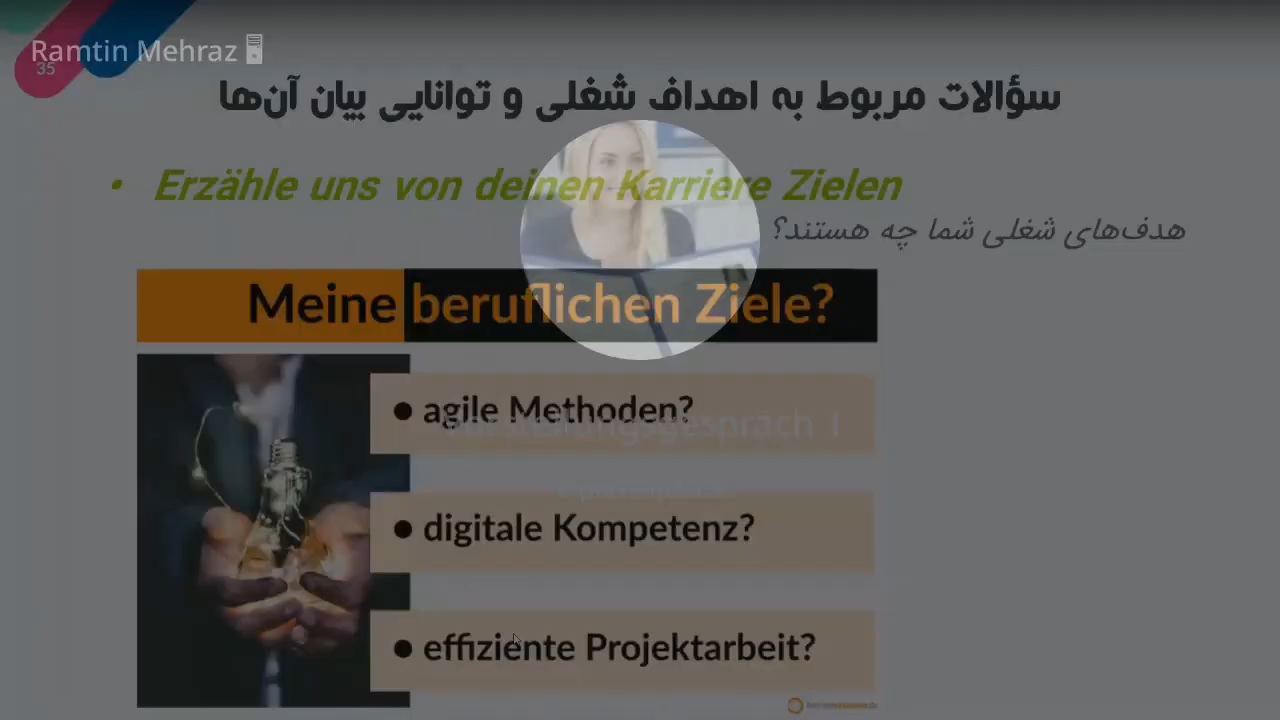 Ramtin Mehraz
35
سؤالات مربوط به اهداف شغلی و توانایی بیان آن‌ها
• Erzähle uns von deinen Karriere Zielen
هدف‌های شغلی شما چه هستند؟
Meine beruflichen Ziele?
• agile Methoden?
Vorstellungsgespräch I
• digitale Kompetenz?
• effiziente Projektarbeit?